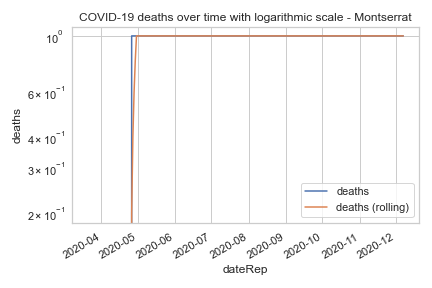 COVID-19 deaths over time with logarithmic scale - Montserrat
10⁰
6 × 10⁻¹
4 × 10⁻¹
3 × 10⁻¹
2 × 10⁻¹
deaths
deaths
deaths (rolling)
2020-04
2020-05
2020-06
2020-07
2020-08
2020-09
2020-10
2020-11
2020-12
dateRep